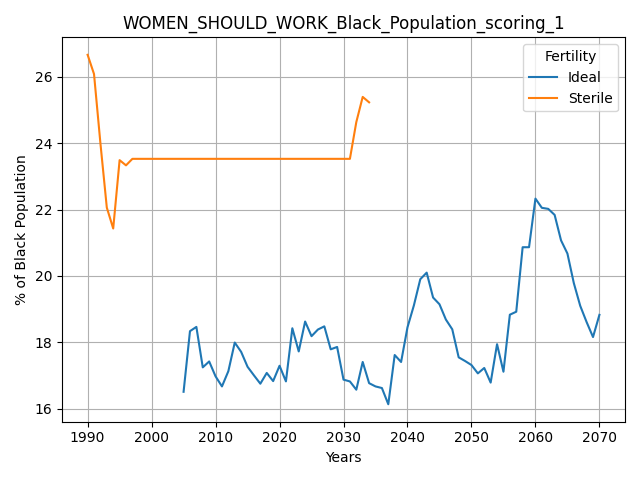 WOMEN_SHOULD_WORK_Black_Population_scoring_1
Fertility
Ideal
Sterile
% of Black Population
26
24
22
20
18
16
1990 2000 2010 2020 2030 2040 2050 2060 2070
Years